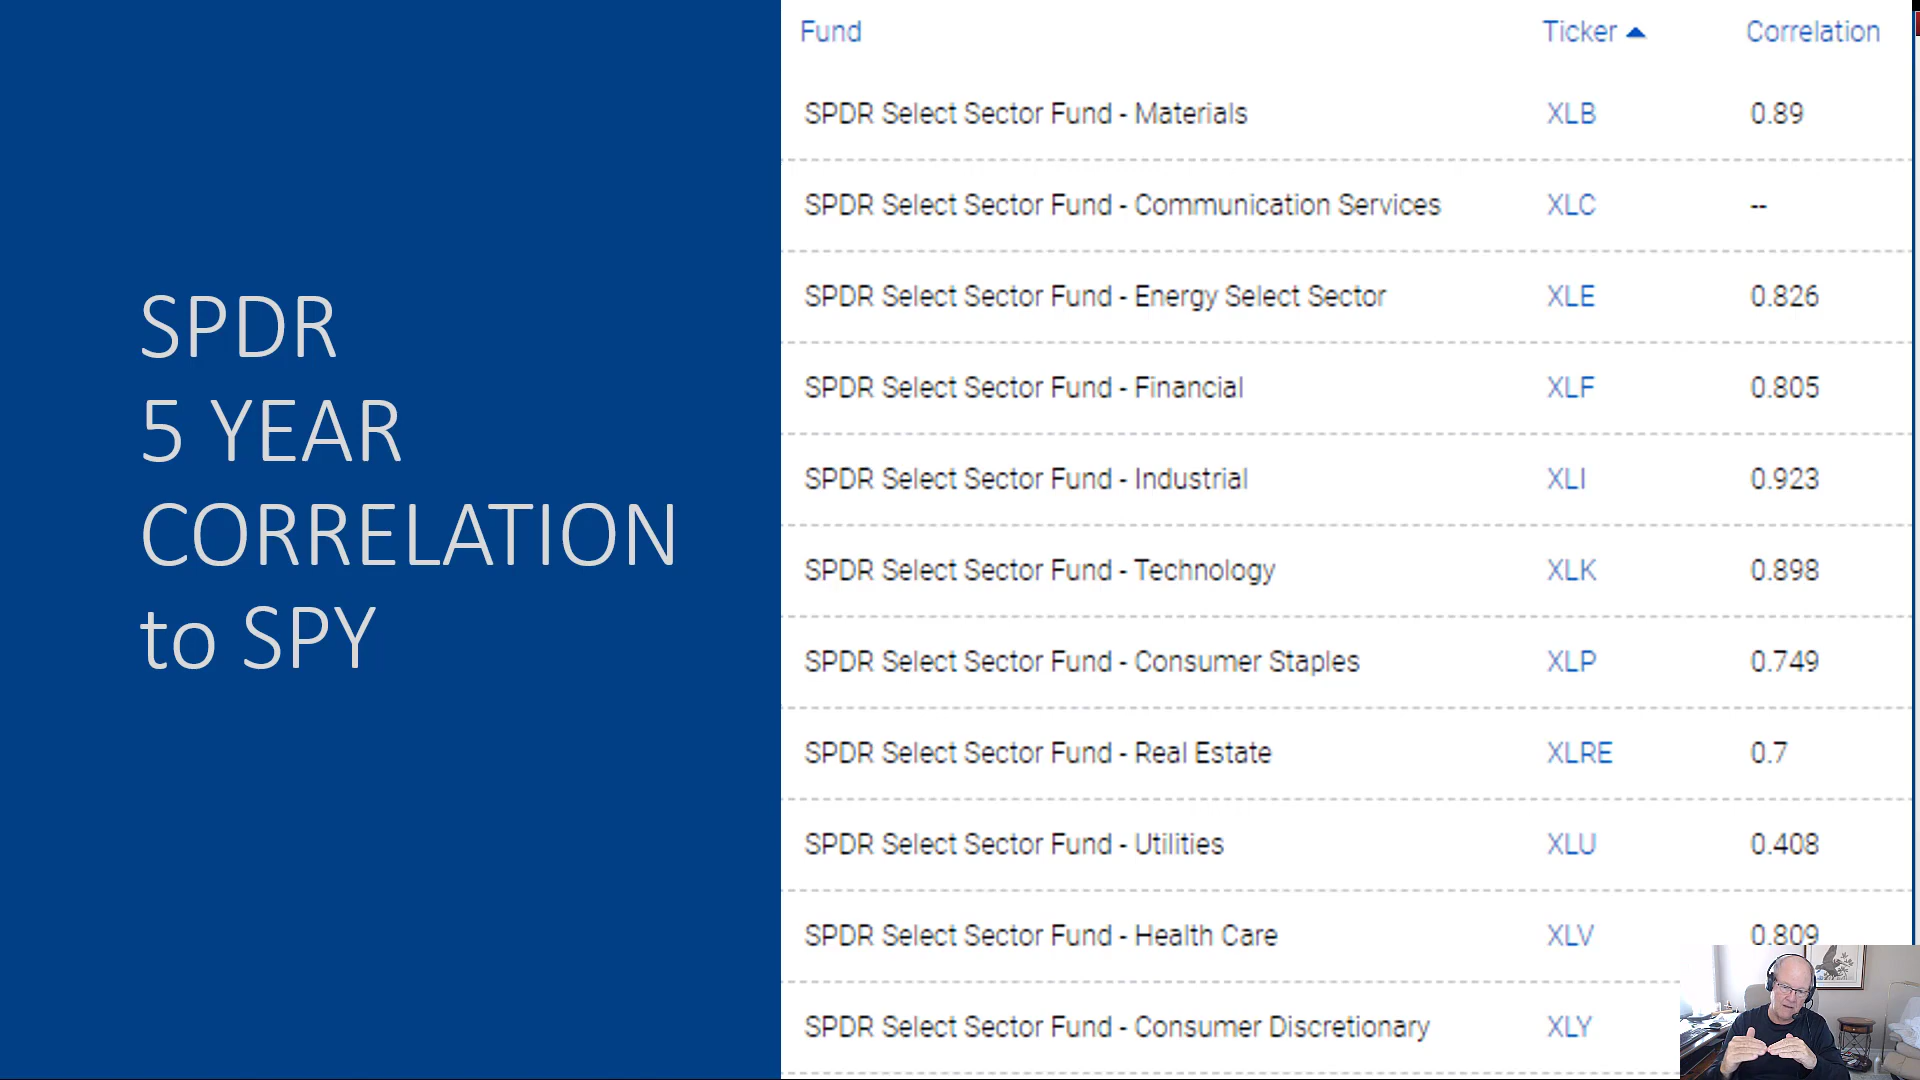 SPDR
5 YEAR
CORRELATION
to SPY
Fund Ticker Correlation
SPDR Select Sector Fund - Materials XLB 0.89
SPDR Select Sector Fund - Communication Services XLC --
SPDR Select Sector Fund - Energy Select Sector XLE 0.826
SPDR Select Sector Fund - Financial XLF 0.805
SPDR Select Sector Fund - Industrial XLI 0.923
SPDR Select Sector Fund - Technology XLK 0.898
SPDR Select Sector Fund - Consumer Staples XLP 0.749
SPDR Select Sector Fund - Real Estate XLRE 0.7
SPDR Select Sector Fund - Utilities XLU 0.408
SPDR Select Sector Fund - Health Care XLV 0.809
SPDR Select Sector Fund - Consumer Discretionary XLY